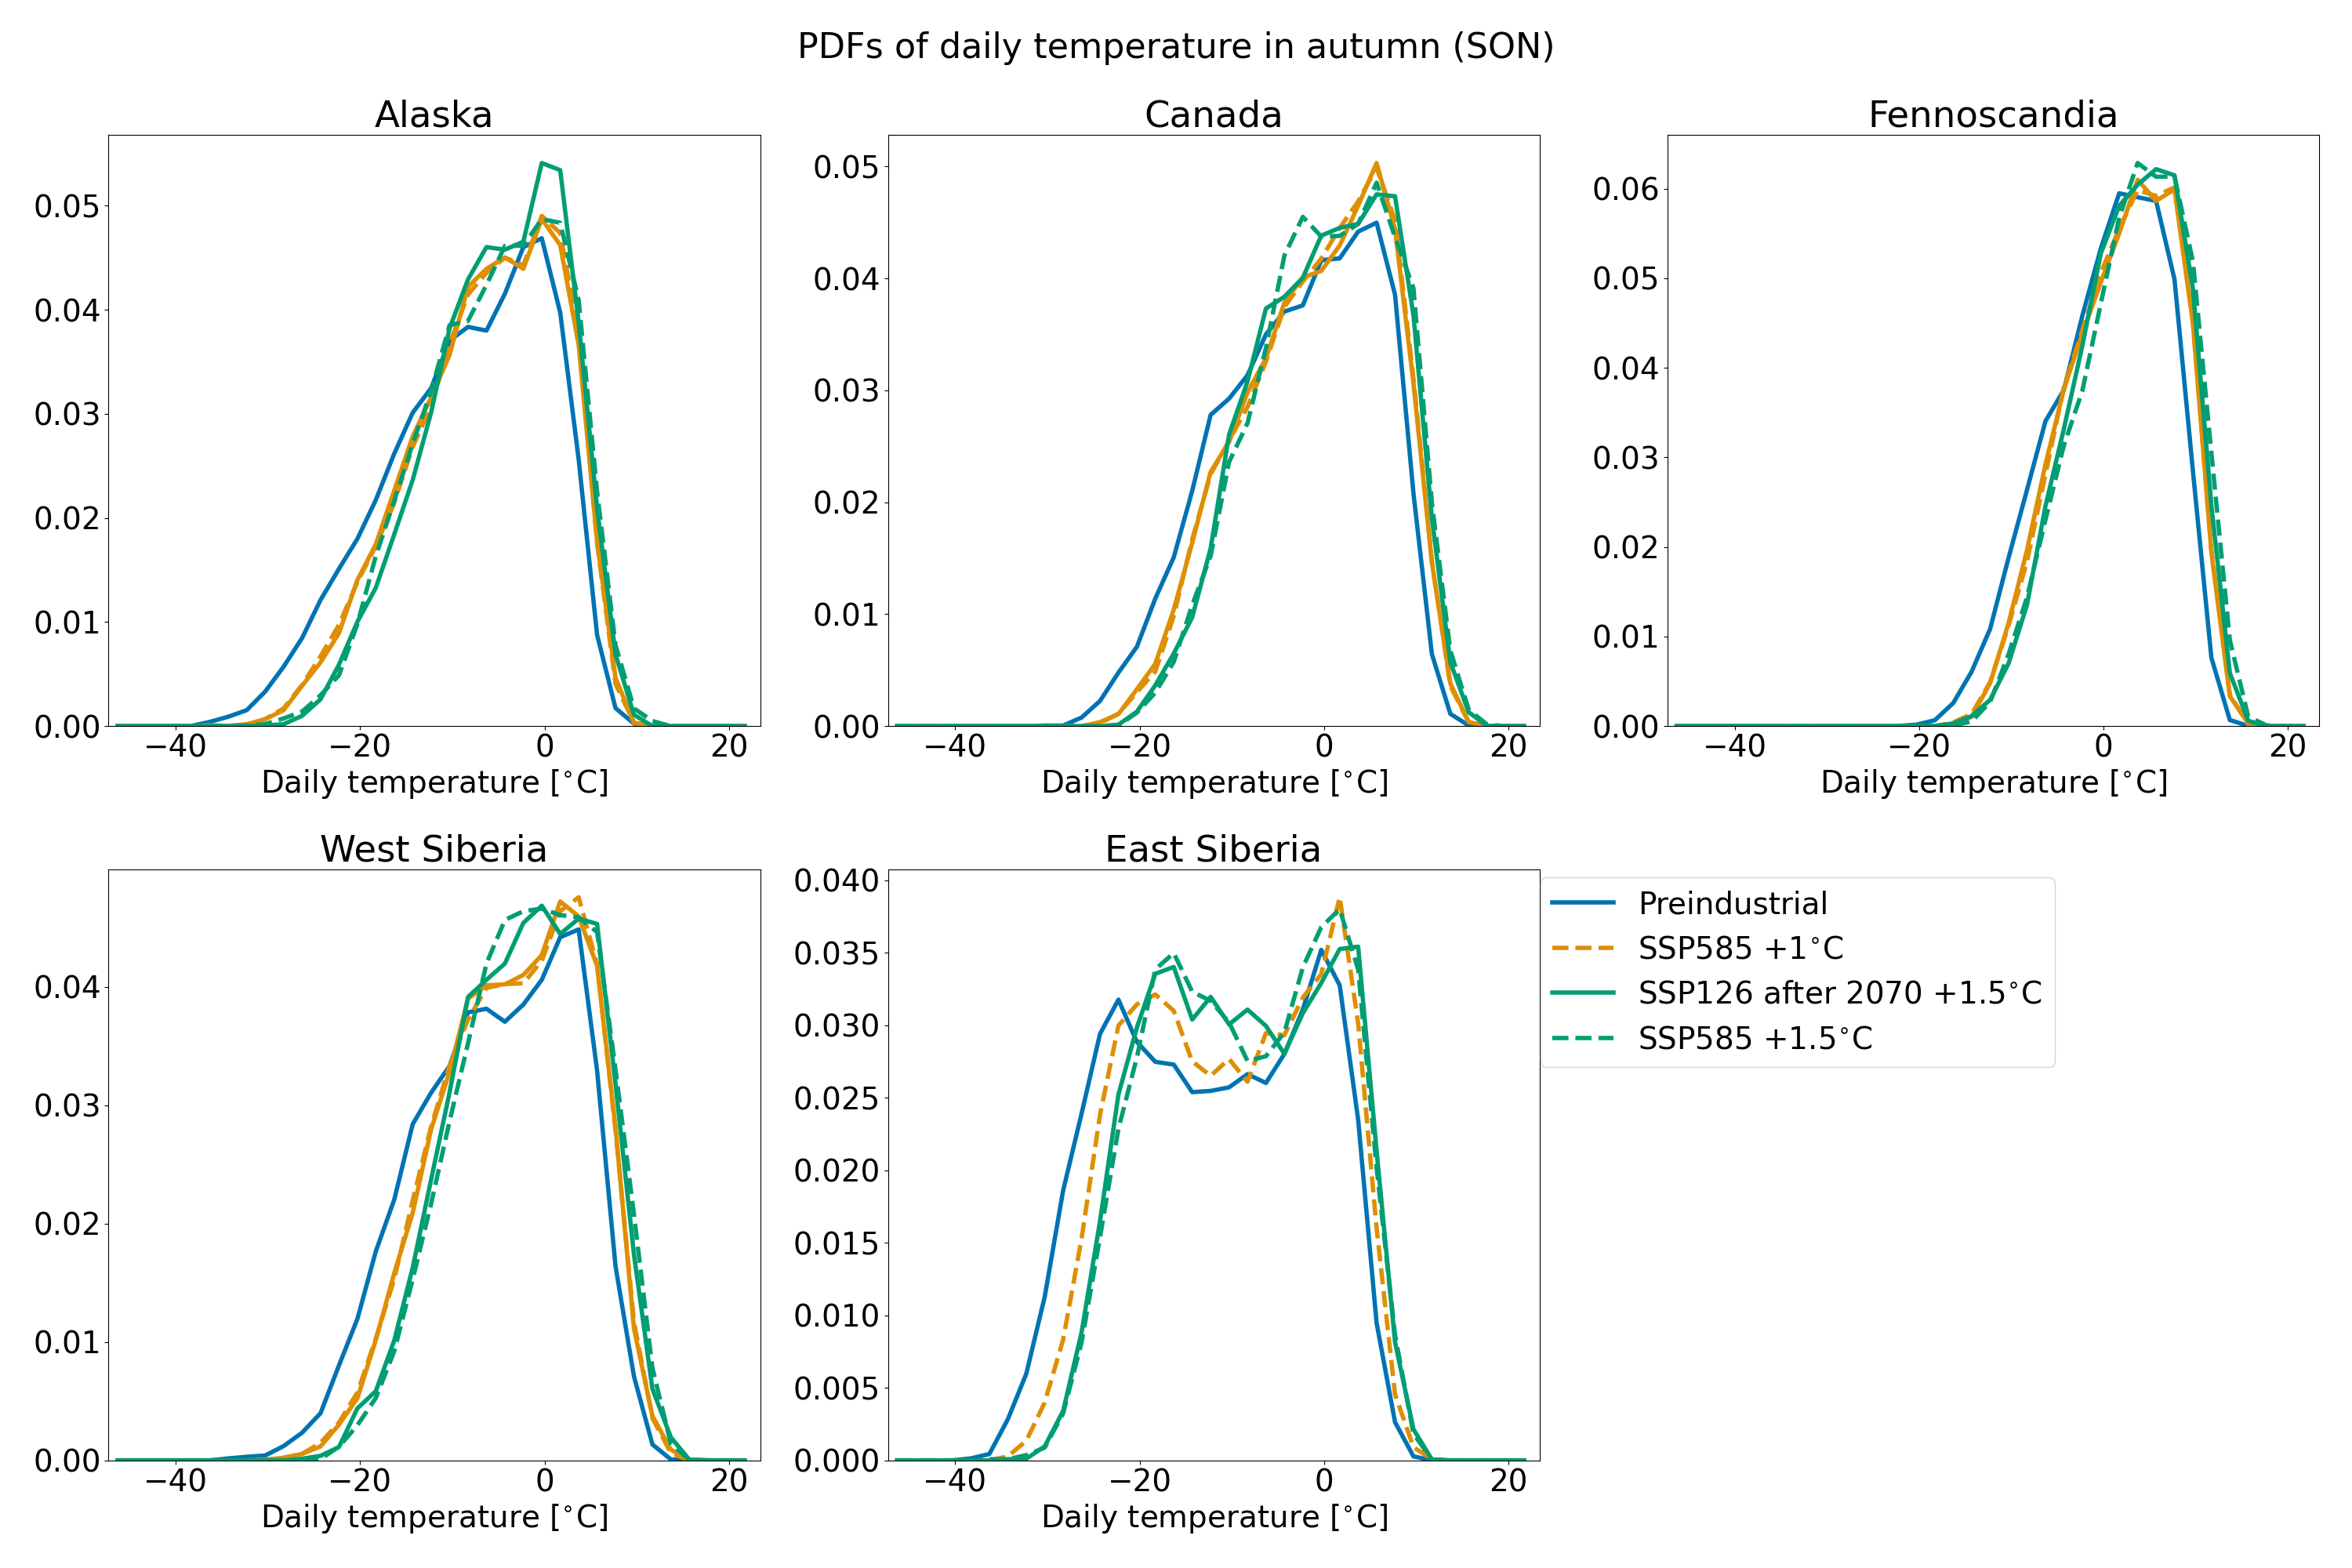 PDFs of daily temperature in autumn (SON)
Alaska
0.05
0.04
0.03
0.02
0.01
0.00
−40 −20 0 20
Daily temperature [°C]
Canada
0.05
0.04
0.03
0.02
0.01
0.00
−40 −20 0 20
Daily temperature [°C]
Fennoscandia
0.06
0.05
0.04
0.03
0.02
0.01
0.00
−40 −20 0 20
Daily temperature [°C]
West Siberia
0.04
0.03
0.02
0.01
0.00
−40 −20 0 20
Daily temperature [°C]
East Siberia
0.040
0.035
0.030
0.025
0.020
0.015
0.010
0.005
0.000
−40 −20 0 20
Daily temperature [°C]
Preindustrial
SSP585 +1°C
SSP126 after 2070 +1.5°C
SSP585 +1.5°C